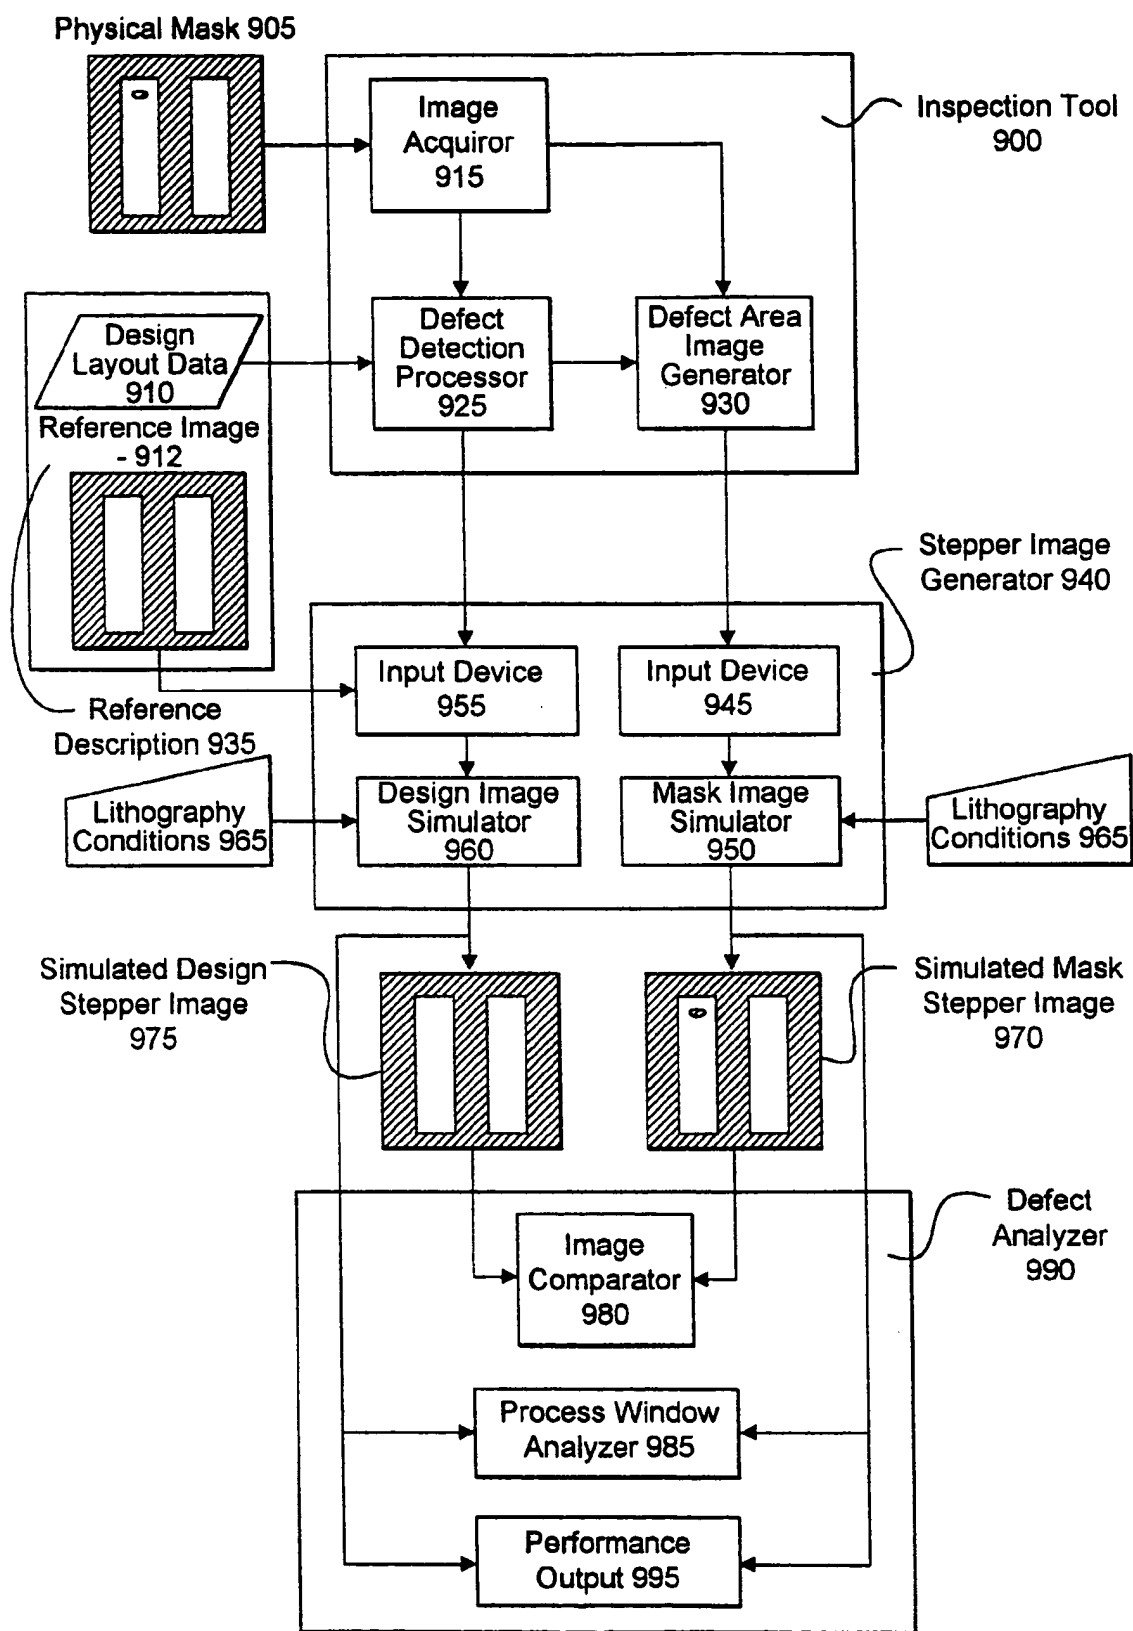 Physical Mask 905
Image
Acquiror
915
Inspection Tool
900
Design
Layout Data
910
Defect
Detection
Processor
925
Defect Area
Image
Generator
930
Reference Image
- 912
Stepper Image
Generator 940
Input Device
955
Input Device
945
Reference
Description 935
Lithography
Conditions 965
Design Image
Simulator
960
Mask Image
Simulator
950
Lithography
Conditions 965
Simulated Design
Stepper Image
975
Simulated Mask
Stepper Image
970
Image
Comparator
980
Defect
Analyzer
990
Process Window
Analyzer 985
Performance
Output 995